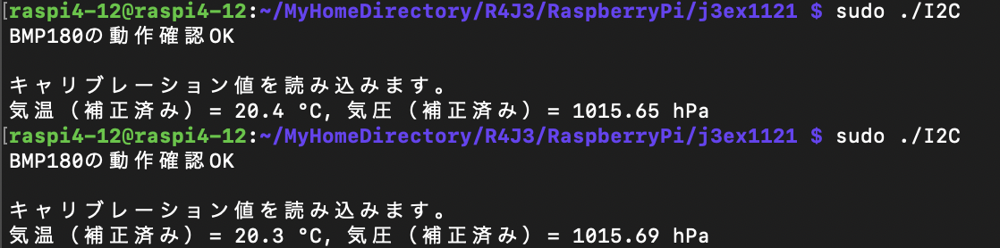 [raspi4-12@raspi4-12:~/MyHomeDirectory/R4J3/RaspberryPi/j3ex1121 $ sudo ./I2C
BMP180の動作確認OK
キャリブレーション値を読み込みます。
気温（補正済み）= 20.4 °C, 気圧（補正済み）= 1015.65 hPa
[raspi4-12@raspi4-12:~/MyHomeDirectory/R4J3/RaspberryPi/j3ex1121 $ sudo ./I2C
BMP180の動作確認OK
キャリブレーション値を読み込みます。
気温（補正済み）= 20.3 °C, 気圧（補正済み）= 1015.69 hPa